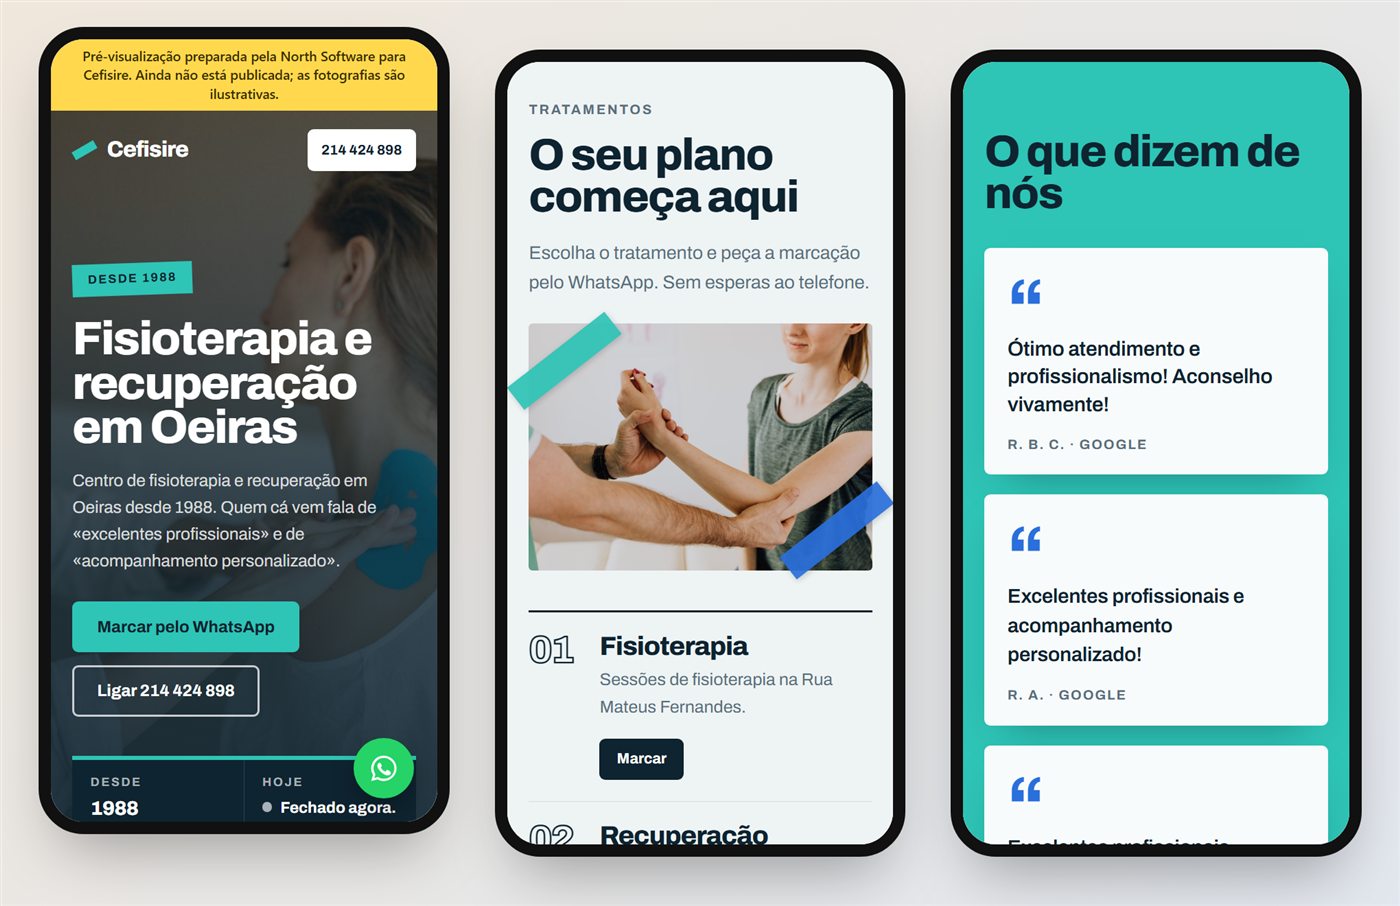 Pré-visualização preparada pela North Software para
Cefisire. Ainda não está publicada; as fotografias são
ilustrativas.
Cefisire
214 424 898
DESDE 1988
Fisioterapia e
recuperação
em Oeiras
Centro de fisioterapia e recuperação em
Oeiras desde 1988. Quem cá vem fala de
«excelentes profissionais» e de
«acompanhamento personalizado».
Marcar pelo WhatsApp
Ligar 214 424 898
DESDE
1988
HOJE
Fechado agora.
TRATAMENTOS
O seu plano
começa aqui
Escolha o tratamento e peça a marcação
pelo WhatsApp. Sem esperas ao telefone.
01
Fisioterapia
Sessões de fisioterapia na Rua
Mateus Fernandes.
Marcar
02
Recuperação
O que dizem de
nós
Ótimo atendimento e
profissionalismo! Aconselho
vivamente!
R. B. C. · GOOGLE
Excelentes profissionais e
acompanhamento
personalizado!
R. A. · GOOGLE
Excelentes profissionais